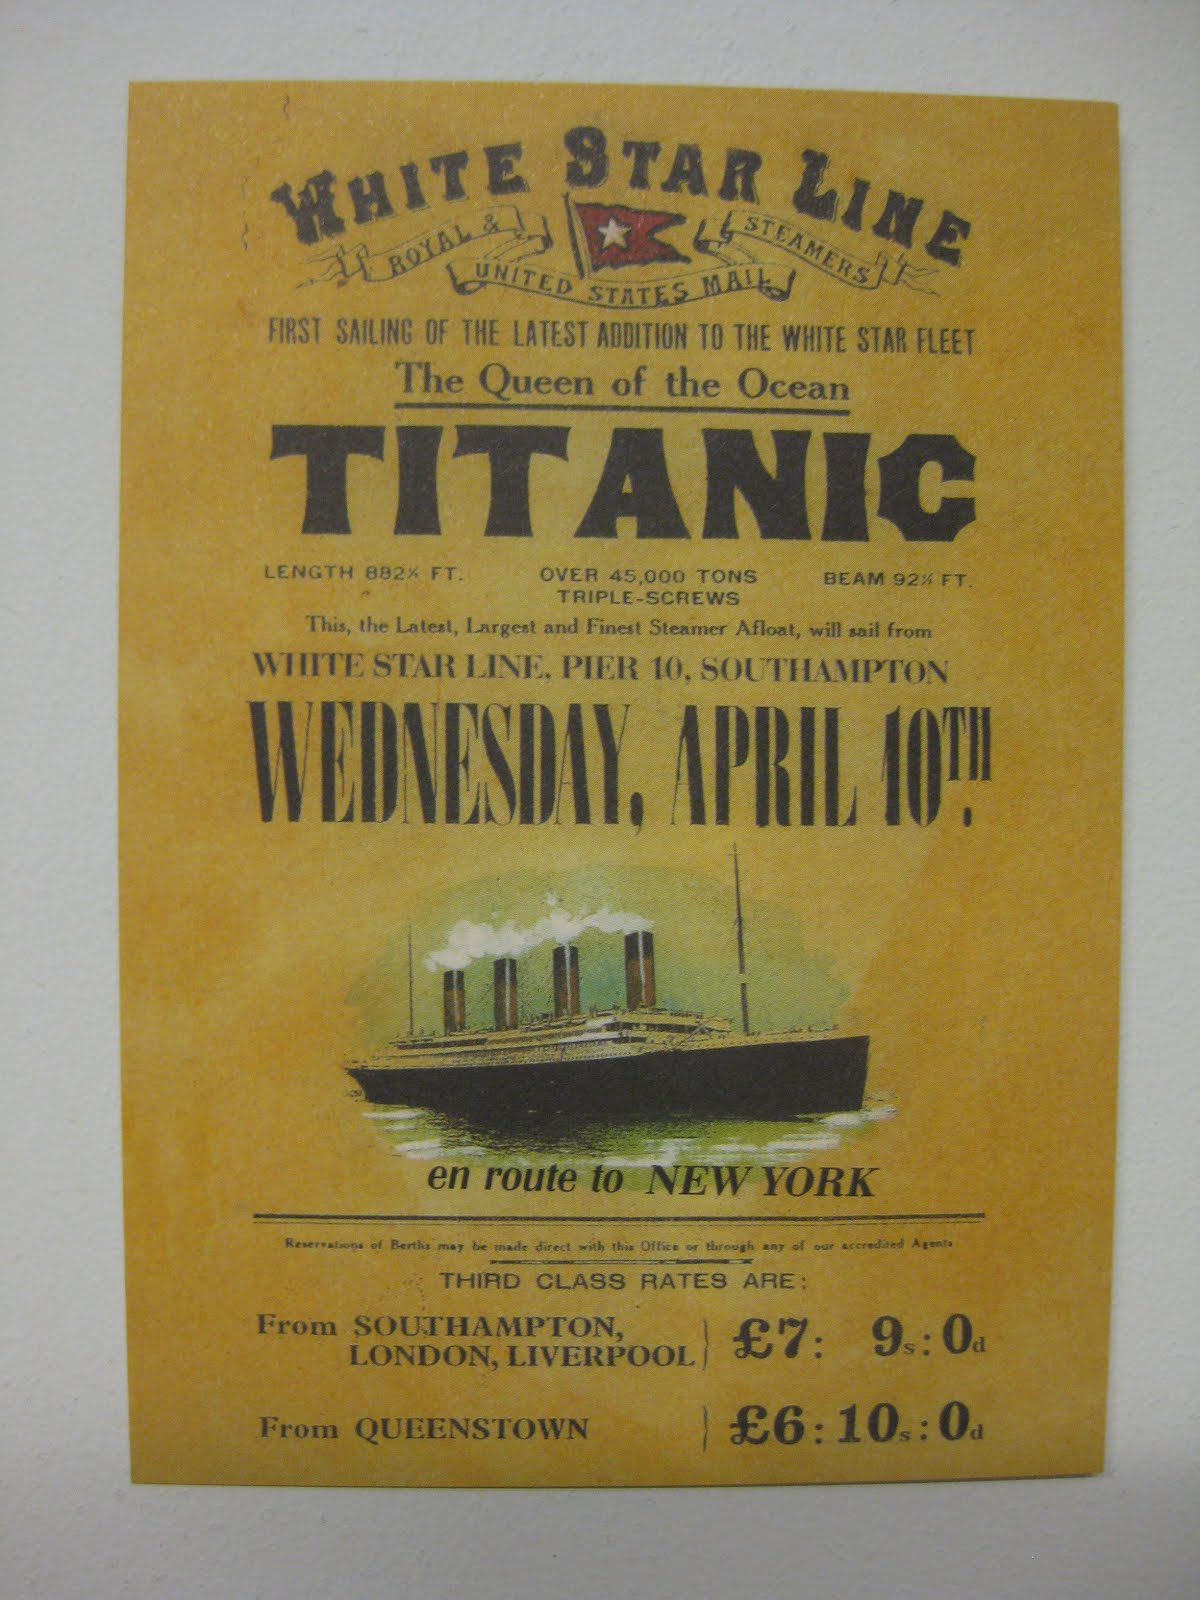 WHITE STAR LINE
ROYAL & UNITED STATES MAIL STEAMERS
FIRST SAILING OF THE LATEST ADDITION TO THE WHITE STAR FLEET
The Queen of the Ocean
TITANIC
LENGTH 882½ FT. OVER 45,000 TONS BEAM 92½ FT.
TRIPLE-SCREWS
This, the Latest, Largest and Finest Steamer Afloat, will sail from
WHITE STAR LINE, PIER 10, SOUTHAMPTON
WEDNESDAY, APRIL 10TH.
en route to NEW YORK
Reservations of Berths may be made direct with this Office or through any of our accredited Agents
THIRD CLASS RATES ARE:
From SOUTHAMPTON,
LONDON, LIVERPOOL } £7: 9s: 0d
From QUEENSTOWN } £6:10s:0d